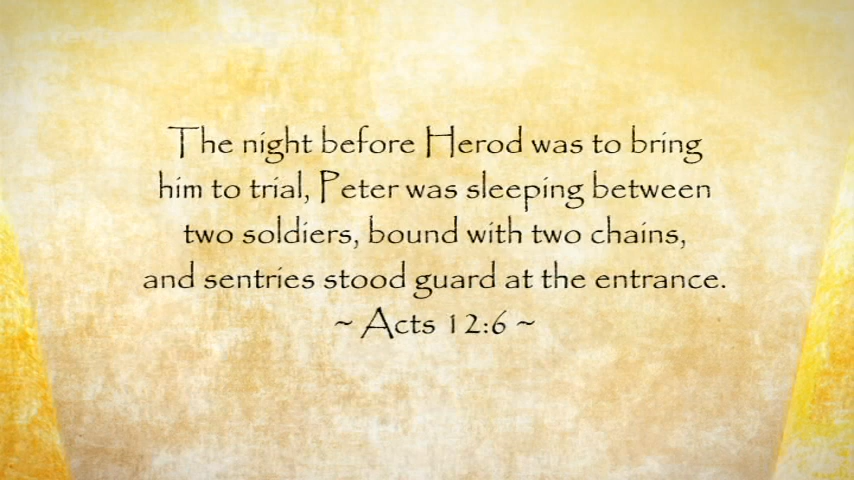 The night before Herod was to bring
him to trial, Peter was sleeping between
two soldiers, bound with two chains,
and sentries stood guard at the entrance.
~ Acts 12:6 ~